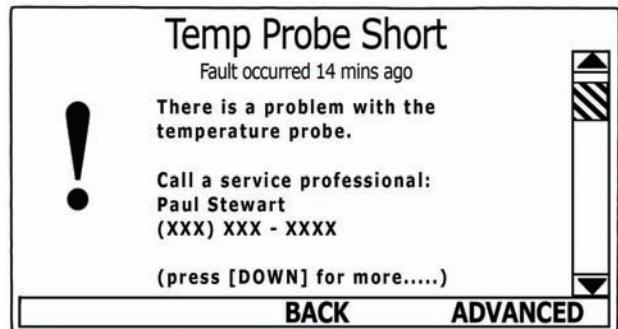 Temp Probe Short
Fault occurred 14 mins ago
There is a problem with the
temperature probe.
Call a service professional:
Paul Stewart
(XXX) XXX - XXXX
(press [DOWN] for more.....)
BACK ADVANCED